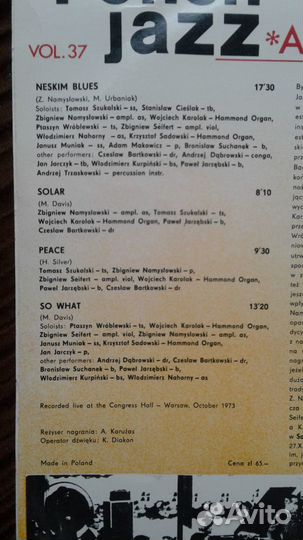 Polish
jazz *A
VOL. 37
NESKIM BLUES 17'30
(Z. Namysłowski, M. Urbaniak)
Soloists: Tomasz Szukalski – ts, Stanisław Cieślak – tb,
Zbigniew Namysłowski – ampl. as, Wojciech Karolak – Hammond Organ,
Ptaszyn Wróblewski – ts, Zbigniew Seifert – ampl. viol,
Włodzimierz Nahorny – as, Krzysztof Sadowski – Hammond Organ,
Janusz Muniak – ss, Adam Makowicz – p, Bronisław Suchanek – b,
other performers: Czesław Bartkowski – dr, Andrzej Dąbrowski – conga,
Jan Jarczyk – tb, Włodzimierz Kurpiński – bs, Paweł Jarzębski – b,
Andrzej Trzaskowski – percussion instr.
SOLAR 8'10
(M. Davis)
Zbigniew Namysłowski – ampl. as, Tomasz Szukalski – ts,
Wojciech Karolak – Hammond Organ, Paweł Jarzębski – b,
Czesław Bartkowski – dr
PEACE 9'30
(H. Silver)
Tomasz Szukalski – ts, Zbigniew Namysłowski – p,
Zbigniew Seifert – ampl viol, Wojciech Karolak – Hammond Organ,
Paweł Jarzębski – b, Czesław Bartkowski – dr
SO WHAT 13'20
(M. Davis)
Soloists: Ptaszyn Wróblewski – ts, Wojciech Karolak – Hammond Organ,
Zbigniew Seifert – ampl. viol, Zbigniew Namysłowski – ampl. as,
Janusz Muniak – ss, Krzysztof Sadowski – Hammond Organ,
Jan Jarczyk – p,
other performers: Andrzej Dąbrowski – dr, Czesław Bartkowski – dr,
Bronisław Suchanek – b, Paweł Jarzębski – b,
Włodzimierz Kurpiński – bs, Włodzimierz Nahorny – as
Recorded live at the Congress Hall – Warsaw, October 1973
Reżyser nagrania: A. Karużas
Operator dźwięku: K. Diakon
Made in Poland Cena zł 65.–
Avito